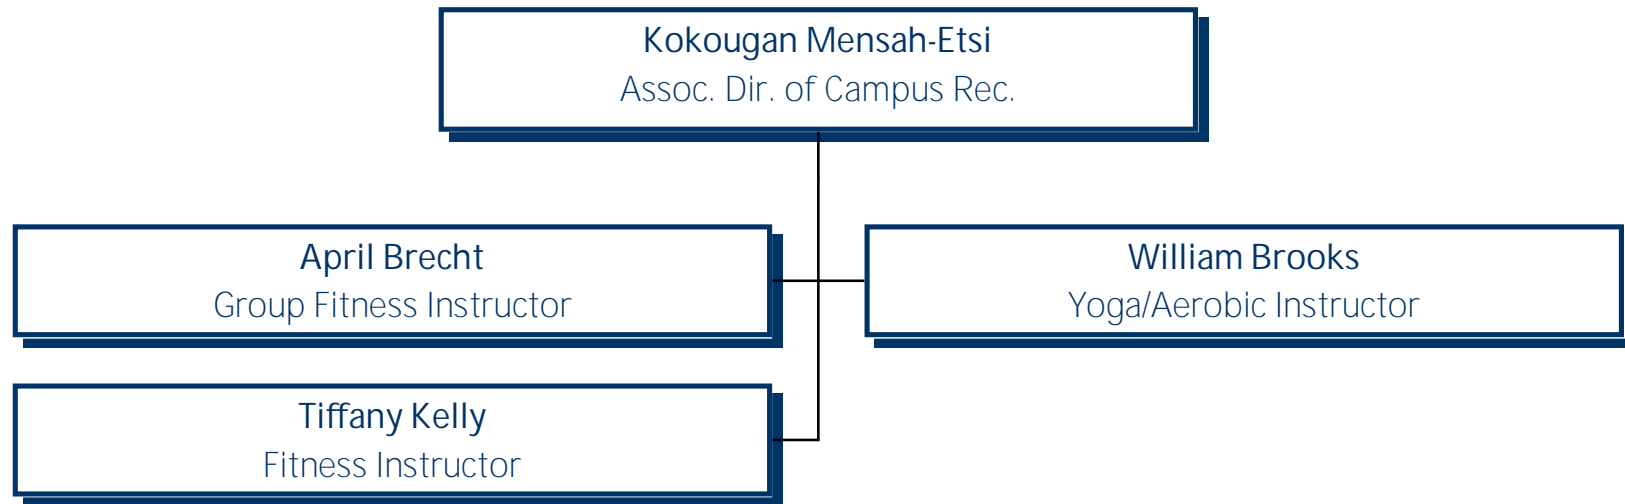 Kokougan Mensah-Etsi
Assoc. Dir. of Campus Rec.
April Brecht
Group Fitness Instructor
William Brooks
Yoga/Aerobic Instructor
Tiffany Kelly
Fitness Instructor